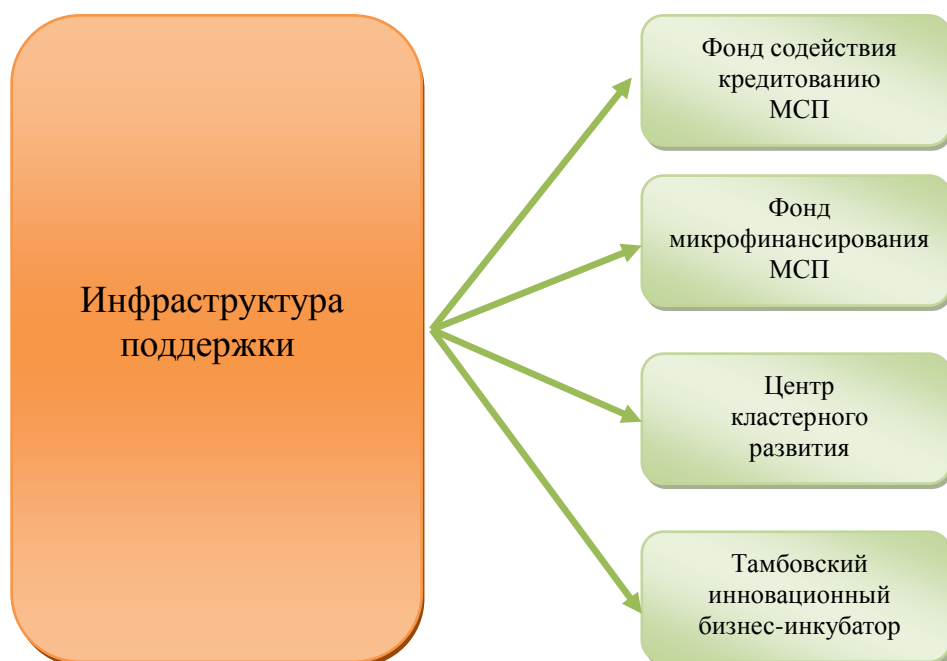 Инфраструктура
поддержки
Фонд содействия
кредитованию
МСП
Фонд
микрофинансирования
МСП
Центр
кластерного
развития
Тамбовский
инновационный
бизнес-инкубатор